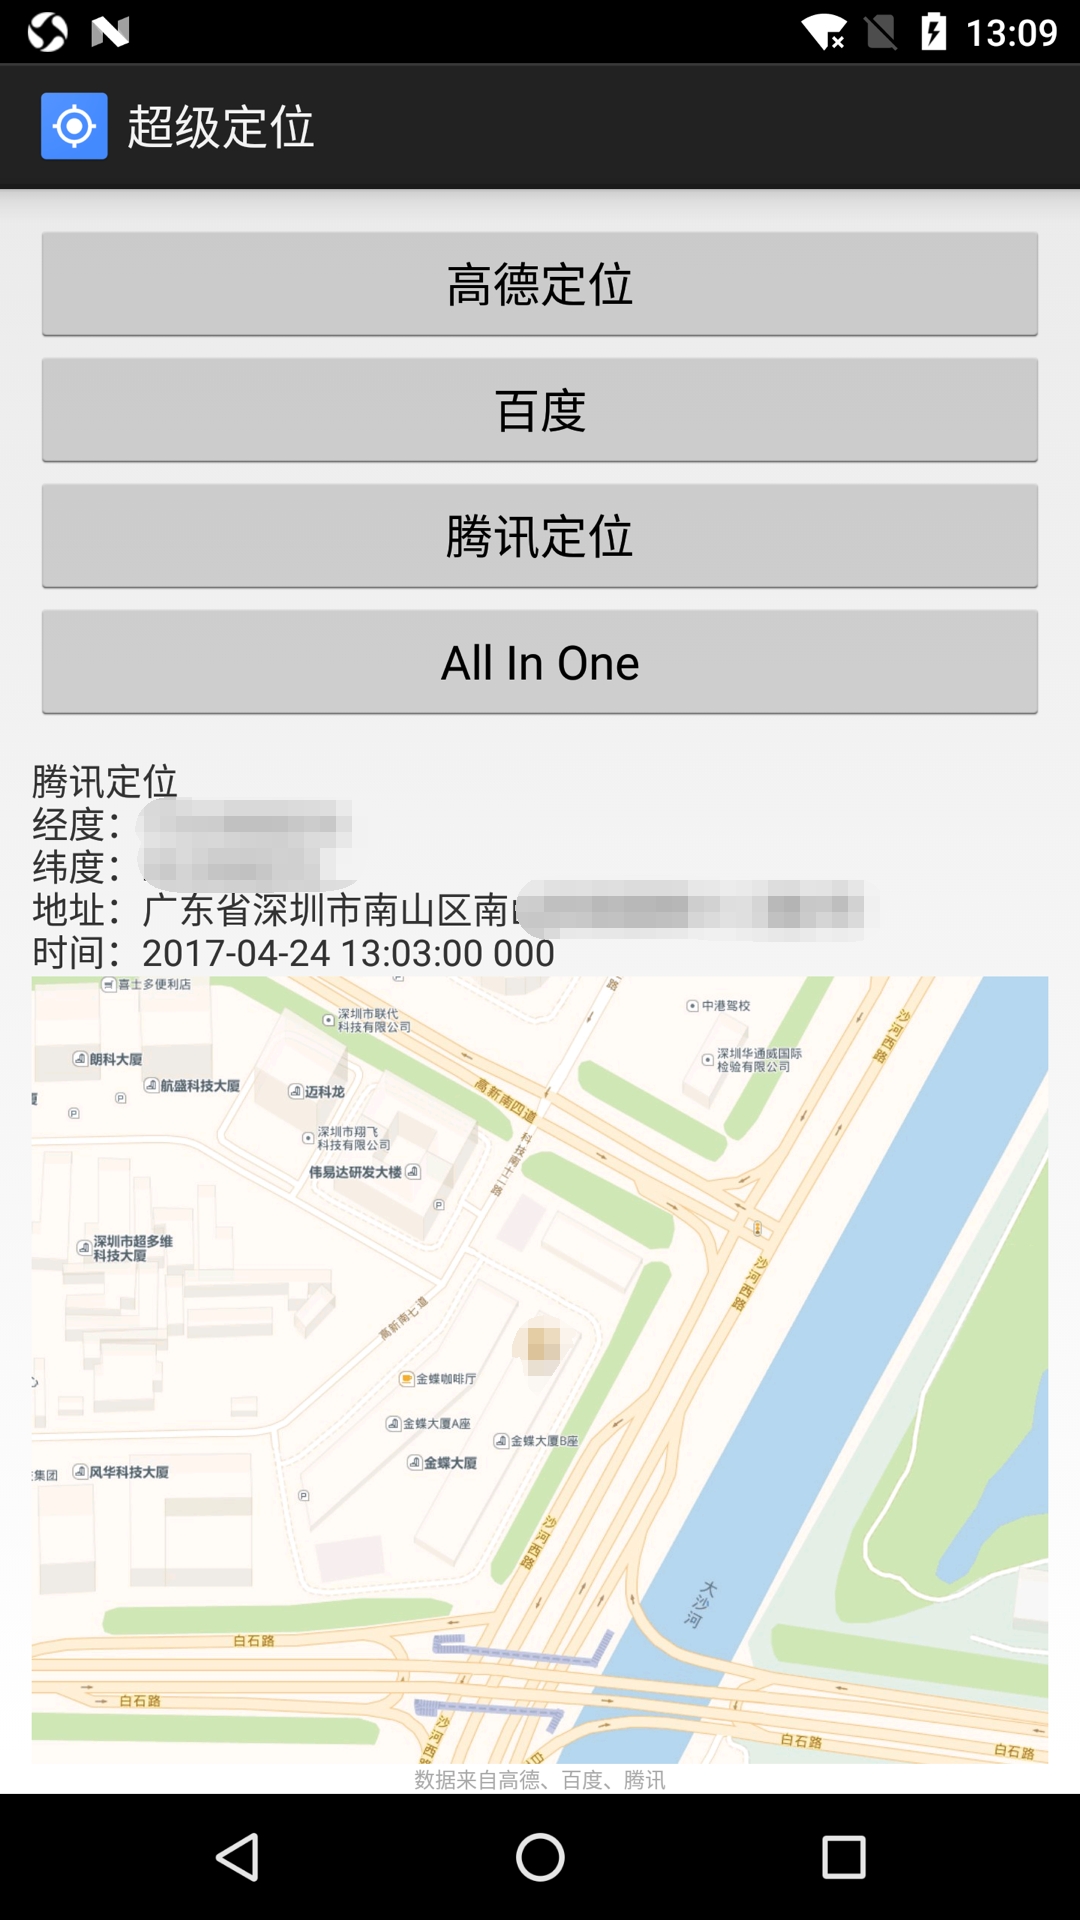 13:09
超级定位
高德定位
百度
腾讯定位
All In One
腾讯定位
经度：
纬度：
地址：广东省深圳市南山区南
时间：2017-04-24 13:03:00 000
喜士多便利店
路
深圳市联代
科技有限公司
中港驾校
沙河西路
朗科大厦
深圳华通威国际
检验有限公司
航盛科技大厦
迈科龙
高新南四道
厦
P
P
深圳市翔飞
科技有限公司
科技南十二路
伟易达研发大楼
P
深圳市超多维
科技大厦
沙河西路
高新南七道
金蝶咖啡厅
金蝶大厦A座
金蝶大厦B座
金蝶大厦
集团
风华科技大厦
P
沙河西路
大沙河
白石路
白石路
沙河西路
白石路
白石路
白
数据来自高德、百度、腾讯